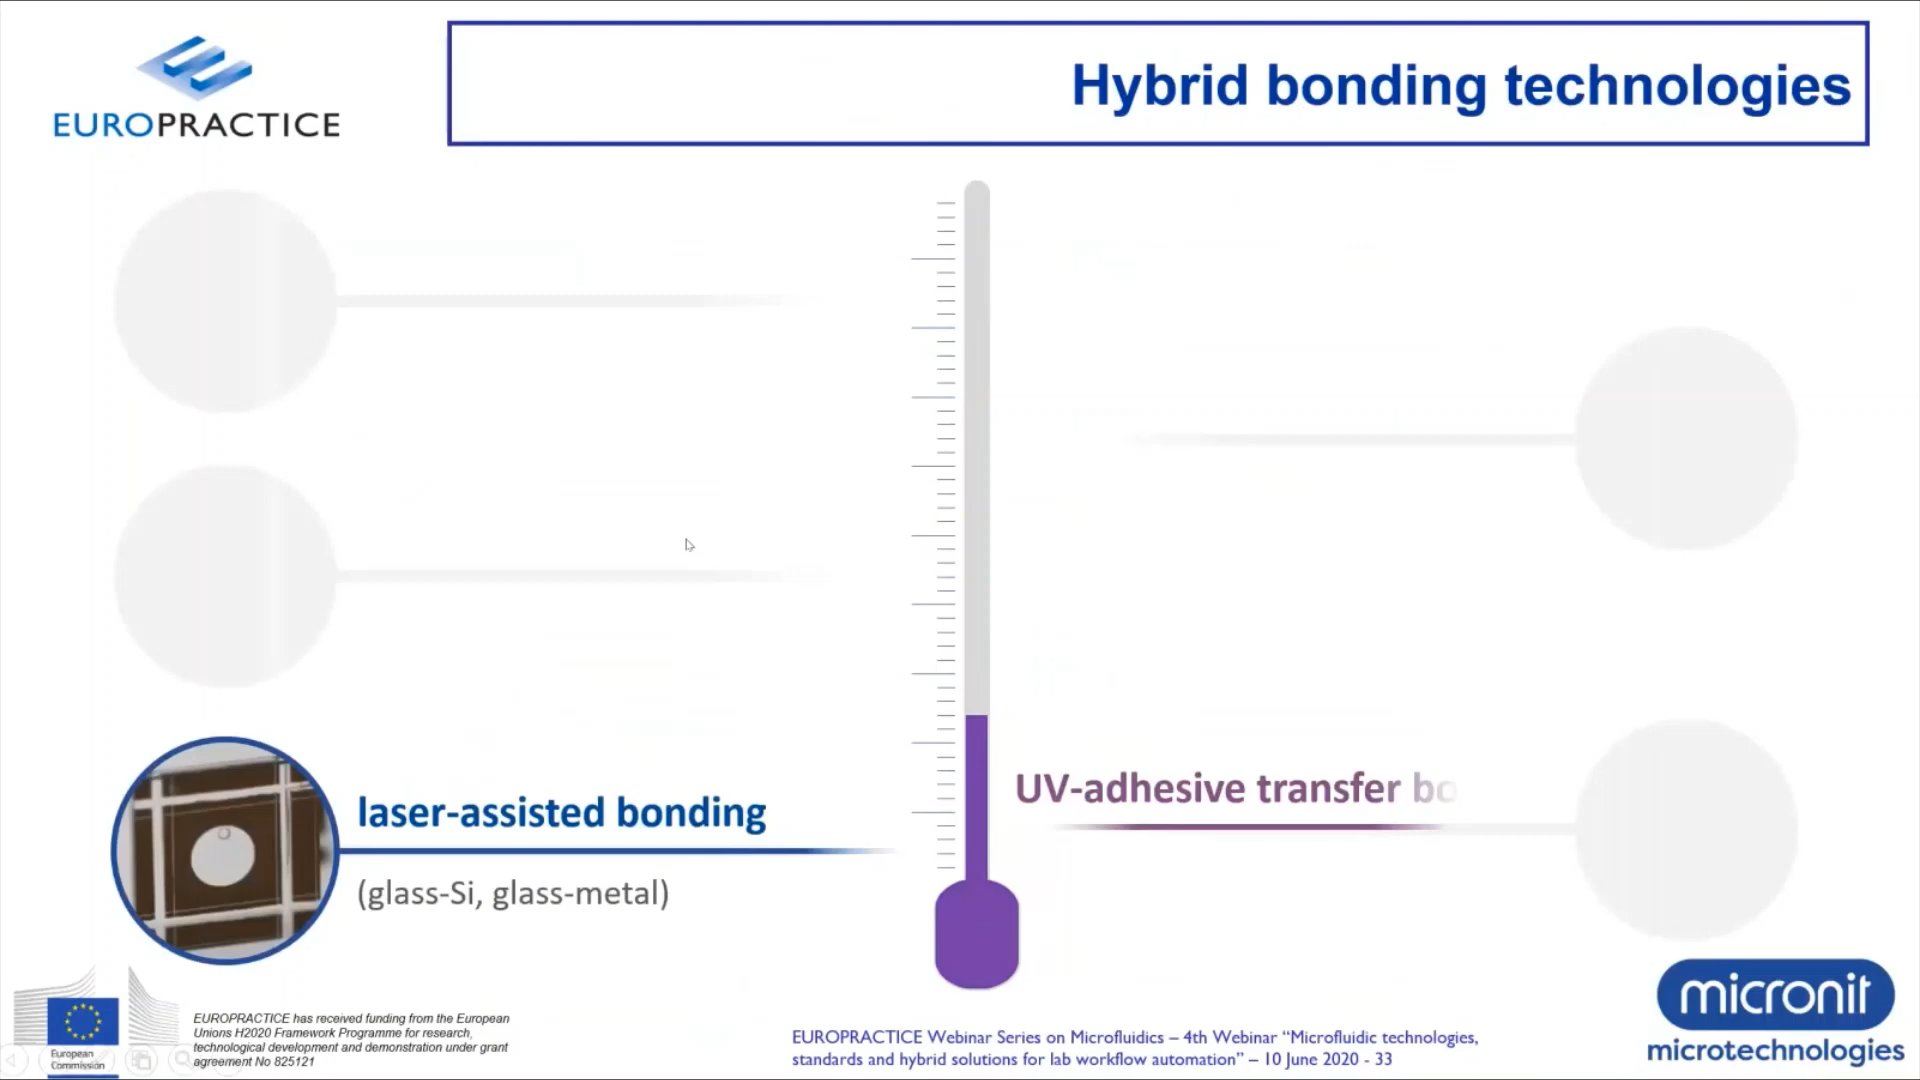 EUROPRACTICE
Hybrid bonding technologies
laser-assisted bonding
(glass-Si, glass-metal)
UV-adhesive transfer
European
Commission
EUROPRACTICE has received funding from the European
Unions H2020 Framework Programme for research,
technological development and demonstration under grant
agreement No 825121
EUROPRACTICE Webinar Series on Microfluidics – 4th Webinar “Microfluidic technologies,
standards and hybrid solutions for lab workflow automation” – 10 June 2020 - 33
micronit
microtechnologies